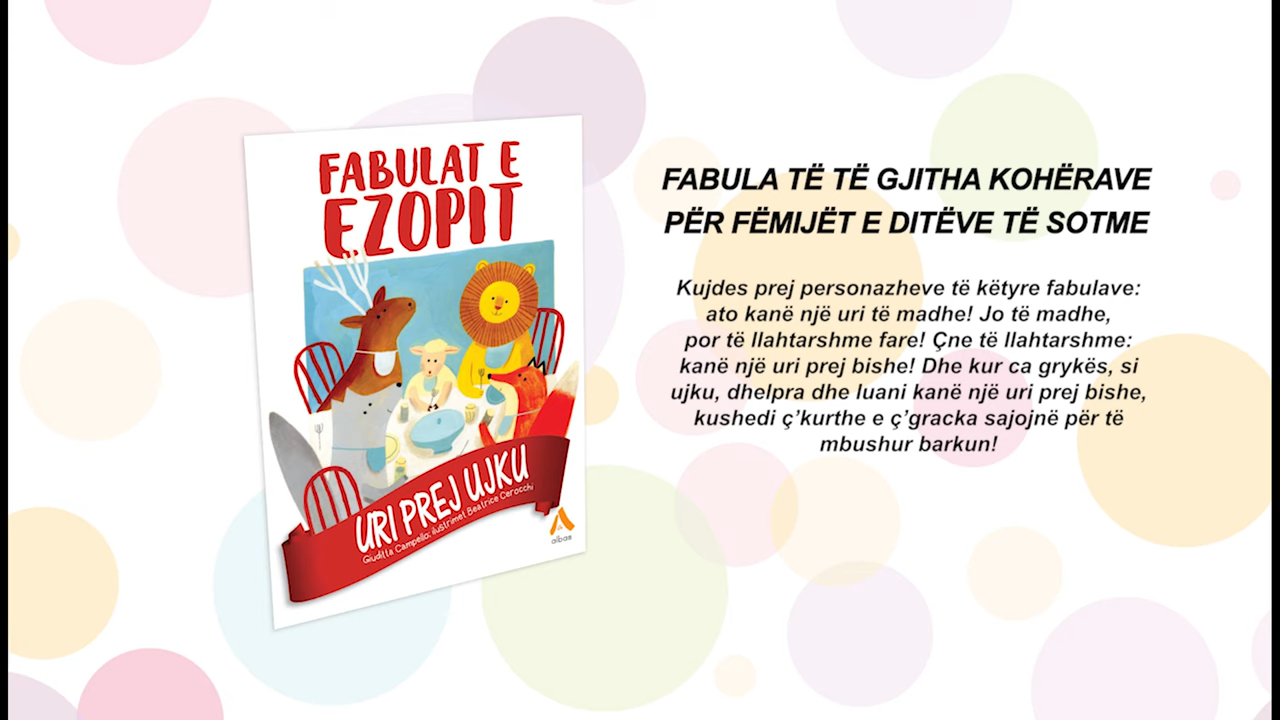 FABULAT E
EZOPIT
URI PREJ UJKU
Giuditta Campello; ilustrimet Beatrice Cerocchi
albas
FABULA TË TË GJITHA KOHËRAVE
PËR FËMIJËT E DITËVE TË SOTME
Kujdes prej personazheve të këtyre fabulave:
ato kanë një uri të madhe! Jo të madhe,
por të llahtarshme fare! Çne të llahtarshme:
kanë një uri prej bishe! Dhe kur ca grykës, si
ujku, dhelpra dhe luani kanë një uri prej bishe,
kushedi ç’kurthe e ç’gracka sajojnë për të
mbushur barkun!